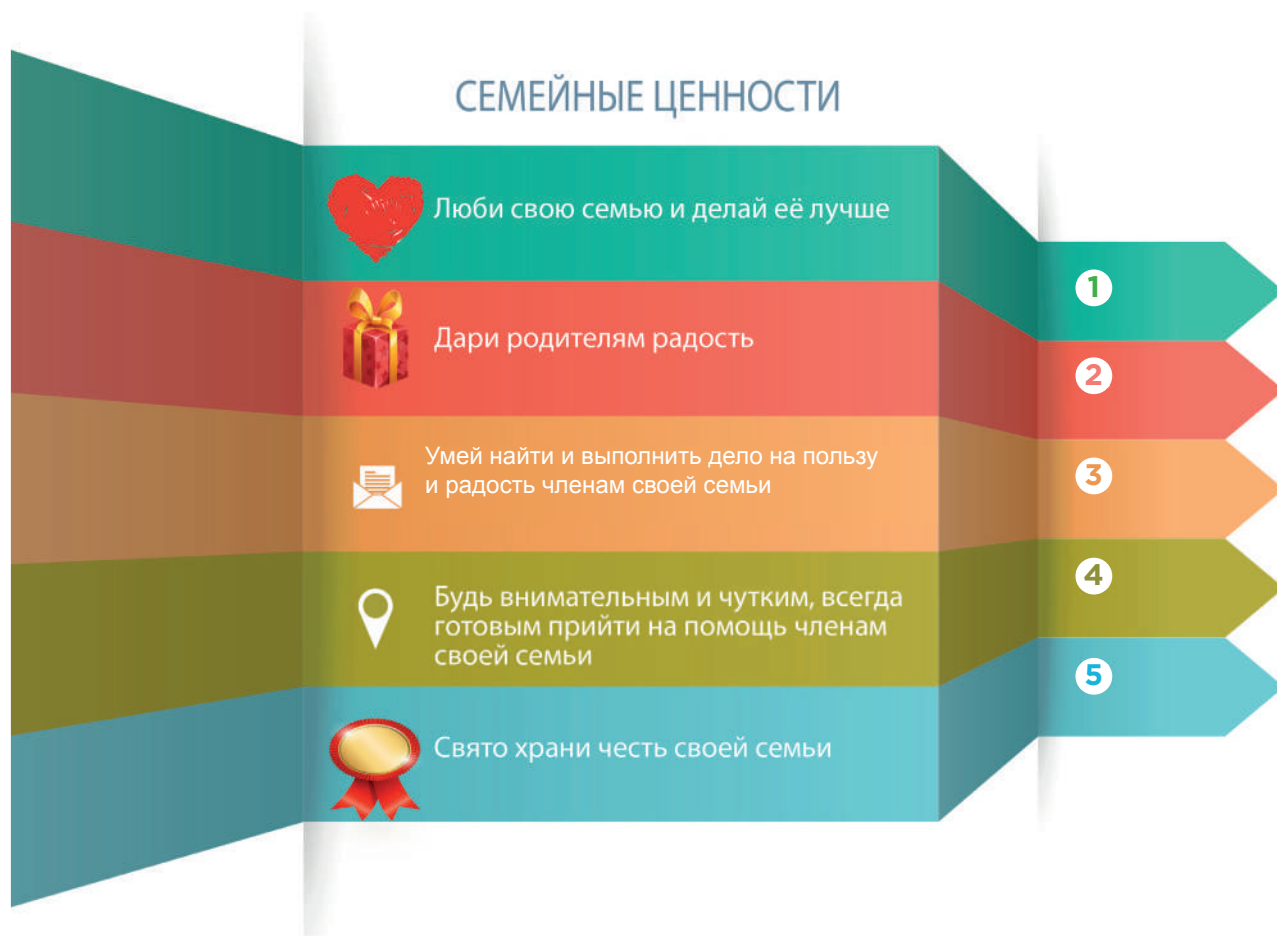 СЕМЕЙНЫЕ ЦЕННОСТИ
Люби свою семью и делай её лучше
1
Дари родителям радость
2
Умей найти и выполнить дело на пользу
и радость членам своей семьи
3
Будь внимательным и чутким, всегда
готовым прийти на помощь членам
своей семьи
4
Свято храни честь своей семьи
5